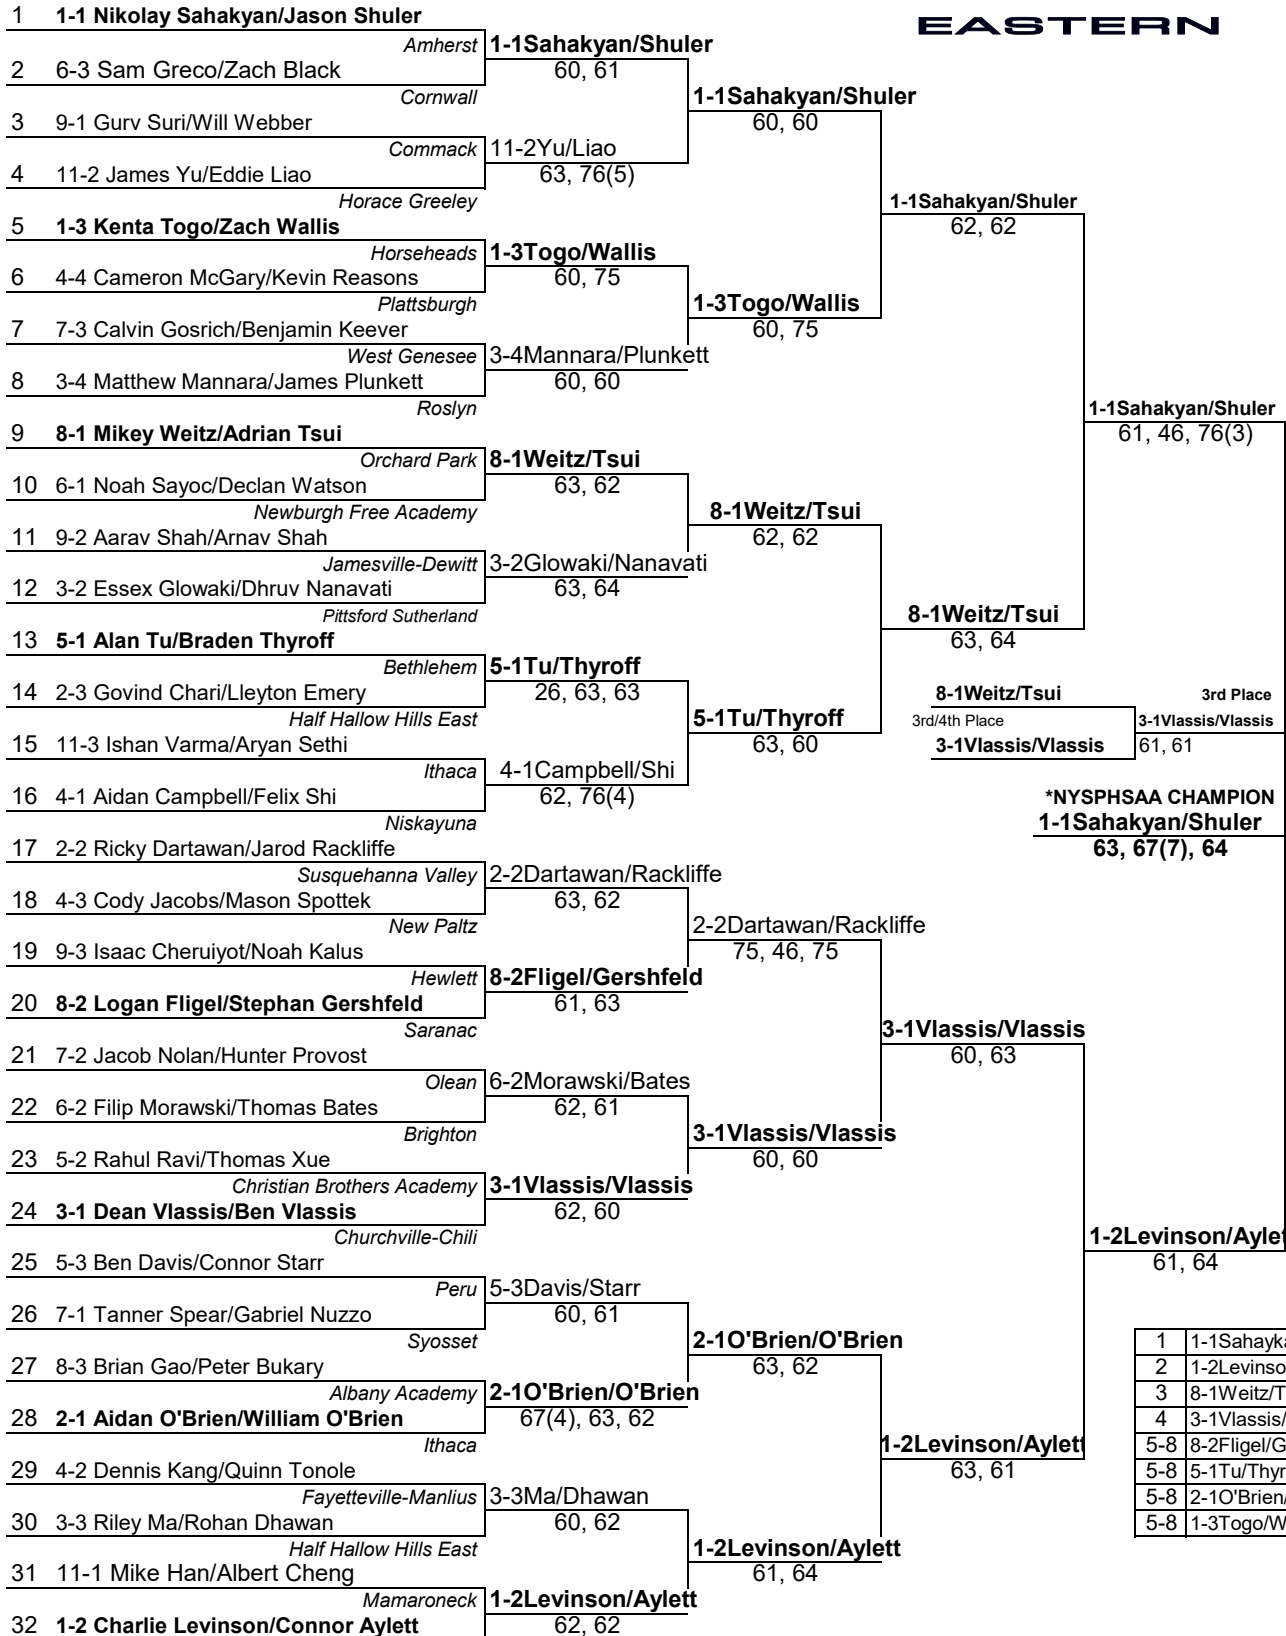 EASTERN
1 1-1 Nikolay Sahakyan/Jason Shuler
Amherst
2 6-3 Sam Greco/Zach Black
Cornwall
3 9-1 Gurv Suri/Will Webber
Commack
4 11-2 James Yu/Eddie Liao
Horace Greeley
5 1-3 Kenta Togo/Zach Wallis
Horseheads
6 4-4 Cameron McGary/Kevin Reasons
Plattsburgh
7 7-3 Calvin Gosrich/Benjamin Keever
West Genesee
8 3-4 Matthew Mannara/James Plunkett
Roslyn
9 8-1 Mikey Weitz/Adrian Tsui
Orchard Park
10 6-1 Noah Sayoc/Declan Watson
Newburgh Free Academy
11 9-2 Aarav Shah/Arnav Shah
Jamesville-Dewitt
12 3-2 Essex Glowaki/Dhruv Nanavati
Pittsford Sutherland
13 5-1 Alan Tu/Braden Thyroff
Bethlehem
14 2-3 Govind Chari/Lleyton Emery
Half Hallow Hills East
15 11-3 Ishan Varma/Aryan Sethi
Ithaca
16 4-1 Aidan Campbell/Felix Shi
Niskayuna
17 2-2 Ricky Dartawan/Jarod Rackliffe
Susquehanna Valley
18 4-3 Cody Jacobs/Mason Spottek
New Paltz
19 9-3 Isaac Cheruiyot/Noah Kalus
Hewlett
20 8-2 Logan Fligel/Stephan Gershfeld
Saranac
21 7-2 Jacob Nolan/Hunter Provost
Olean
22 6-2 Filip Morawski/Thomas Bates
Brighton
23 5-2 Rahul Ravi/Thomas Xue
Christian Brothers Academy
24 3-1 Dean Vlassis/Ben Vlassis
Churchville-Chili
25 5-3 Ben Davis/Connor Starr
Peru
26 7-1 Tanner Spear/Gabriel Nuzzo
Syosset
27 8-3 Brian Gao/Peter Bukary
Albany Academy
28 2-1 Aidan O'Brien/William O'Brien
Ithaca
29 4-2 Dennis Kang/Quinn Tonole
Fayetteville-Manlius
30 3-3 Riley Ma/Rohan Dhawan
Half Hallow Hills East
31 11-1 Mike Han/Albert Cheng
Mamaroneck
32 1-2 Charlie Levinson/Connor Aylett
1-1Sahakyan/Shuler
60, 61
11-2Yu/Liao
63, 76(5)
1-3Togo/Wallis
60, 75
3-4Mannara/Plunkett
60, 60
8-1Weitz/Tsui
63, 62
3-2Glowaki/Nanavati
63, 64
5-1Tu/Thyroff
26, 63, 63
4-1Campbell/Shi
62, 76(4)
2-2Dartawan/Rackliffe
63, 62
8-2Fligel/Gershfeld
61, 63
6-2Morawski/Bates
62, 61
3-1Vlassis/Vlassis
62, 60
5-3Davis/Starr
60, 61
2-1O'Brien/O'Brien
67(4), 63, 62
3-3Ma/Dhawan
60, 62
1-2Levinson/Aylett
62, 62
1-1Sahakyan/Shuler
60, 60
1-3Togo/Wallis
60, 75
8-1Weitz/Tsui
62, 62
5-1Tu/Thyroff
63, 60
2-2Dartawan/Rackliffe
75, 46, 75
3-1Vlassis/Vlassis
60, 60
2-1O'Brien/O'Brien
63, 62
1-2Levinson/Aylett
61, 64
1-1Sahakyan/Shuler
62, 62
8-1Weitz/Tsui
63, 64
3-1Vlassis/Vlassis
60, 63
1-2Levinson/Aylett
63, 61
1-1Sahakyan/Shuler
61, 46, 76(3)
1-2Levinson/Aylet
61, 64
8-1Weitz/Tsui
3rd/4th Place
3-1Vlassis/Vlassis
3rd Place
3-1Vlassis/Vlassis
61, 61
*NYSPHSAA CHAMPION
1-1Sahakyan/Shuler
63, 67(7), 64
1 1-1Sahayka
2 1-2Levinso
3 8-1Weitz/T
4 3-1Vlassis/
5-8 8-2Fligel/G
5-8 5-1Tu/Thyr
5-8 2-1O'Brien/
5-8 1-3Togo/W